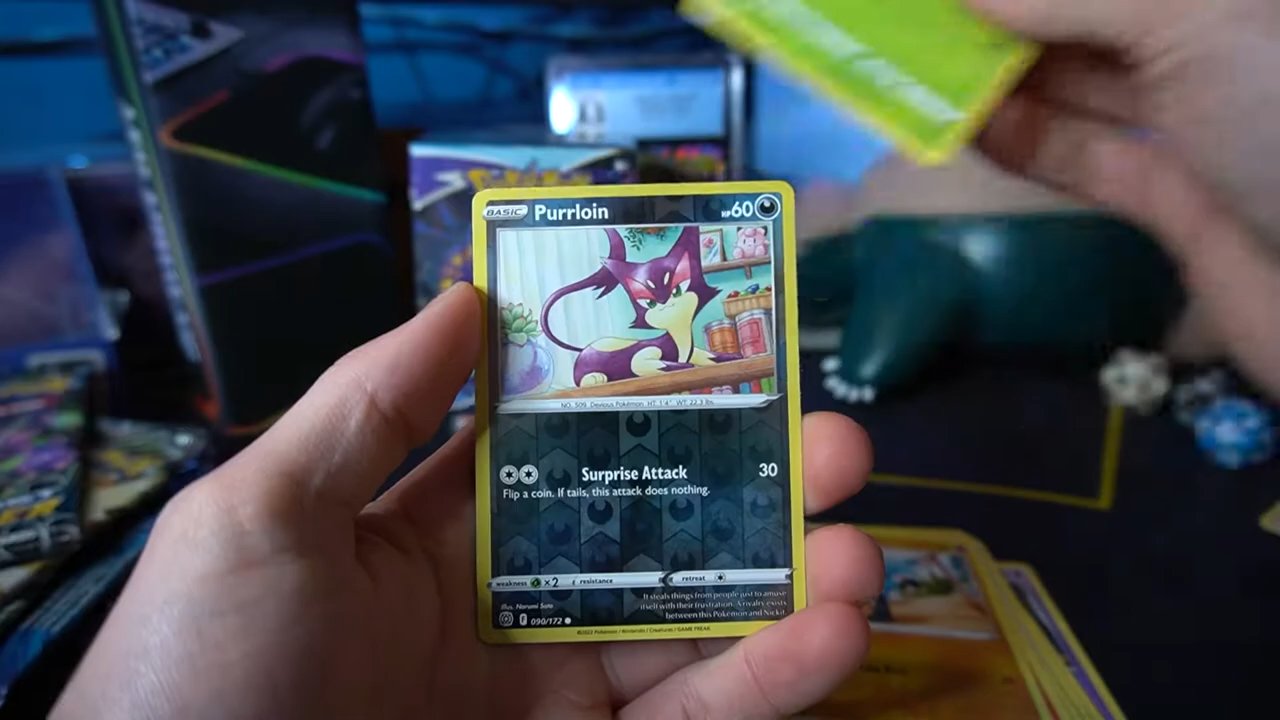 BASIC Purrloin HP60
NO. 509 Devious Pokémon HT: 1'4" WT: 22.3 lbs.
Surprise Attack 30
Flip a coin. If tails, this attack does nothing.
weakness ×2 resistance retreat
Illus. Narumi Sato
It steals things from people just to amuse
itself with their frustration. A rivalry exists
between this Pokémon and Nickit.
F 090/172
©2022 Pokémon / Nintendo / Creatures / GAME FREAK